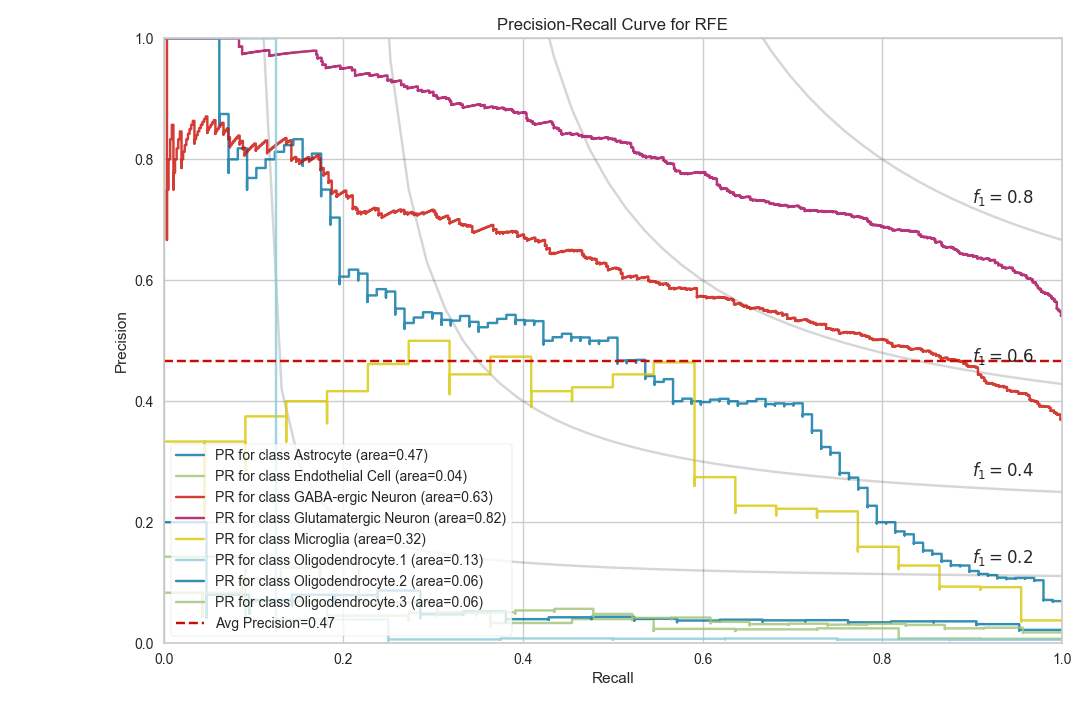 Precision-Recall Curve for RFE
1.0
0.8
0.6
0.4
0.2
0.0
Precision
f1 = 0.8
f1 = 0.6
f1 = 0.4
f1 = 0.2
PR for class Astrocyte (area=0.47)
PR for class Endothelial Cell (area=0.04)
PR for class GABA-ergic Neuron (area=0.63)
PR for class Glutamatergic Neuron (area=0.82)
PR for class Microglia (area=0.32)
PR for class Oligodendrocyte.1 (area=0.13)
PR for class Oligodendrocyte.2 (area=0.06)
PR for class Oligodendrocyte.3 (area=0.06)
Avg Precision=0.47
0.0 0.2 0.4 0.6 0.8 1.0
Recall